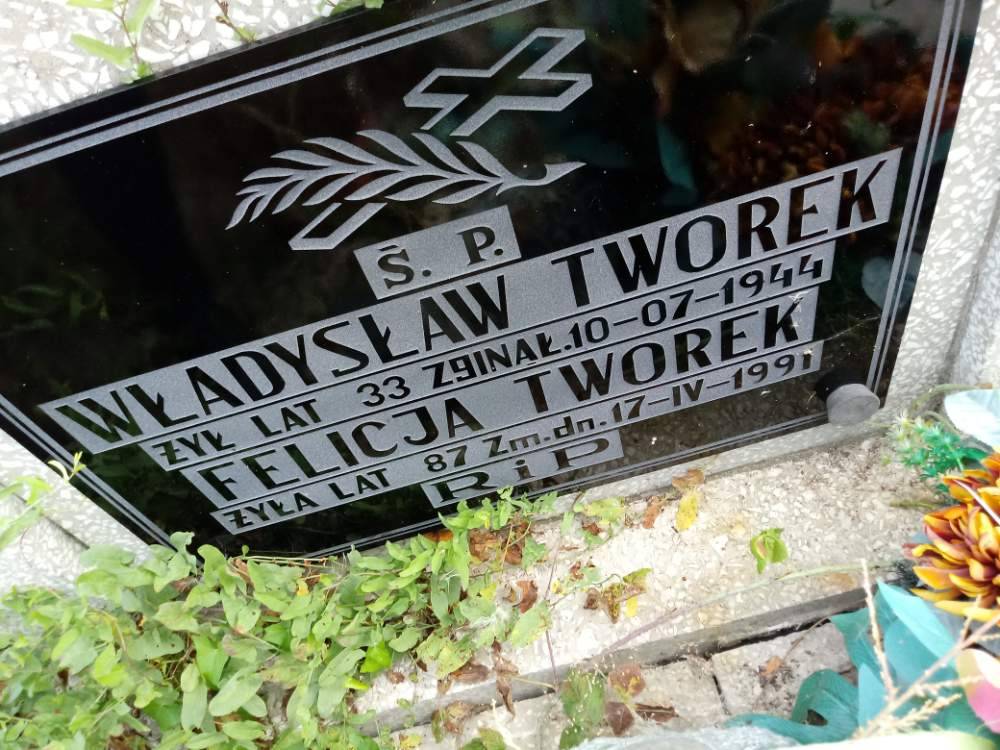 Ś. P.
WŁADYSŁAW TWOREK
ŻYŁ LAT 33 ZGINĄŁ.10-07-1944
FELICJA TWOREK
ŻYŁA LAT 87 Zm.dn.17-IV-1991
RiP